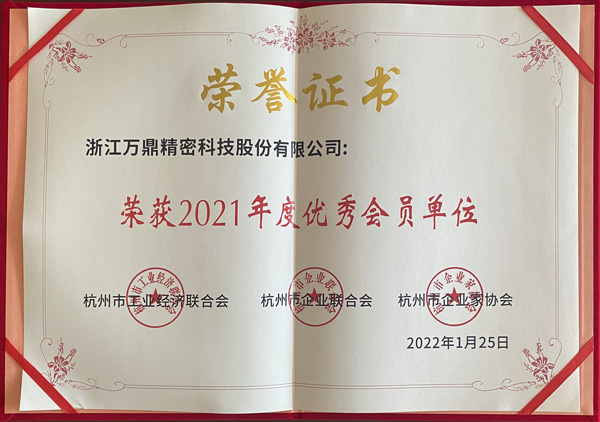 荣誉证书
浙江万鼎精密科技股份有限公司:
荣获2021年度优秀会员单位
杭州市工业经济联合会 杭州市企业联合会 杭州市企业家协会
2022年1月25日